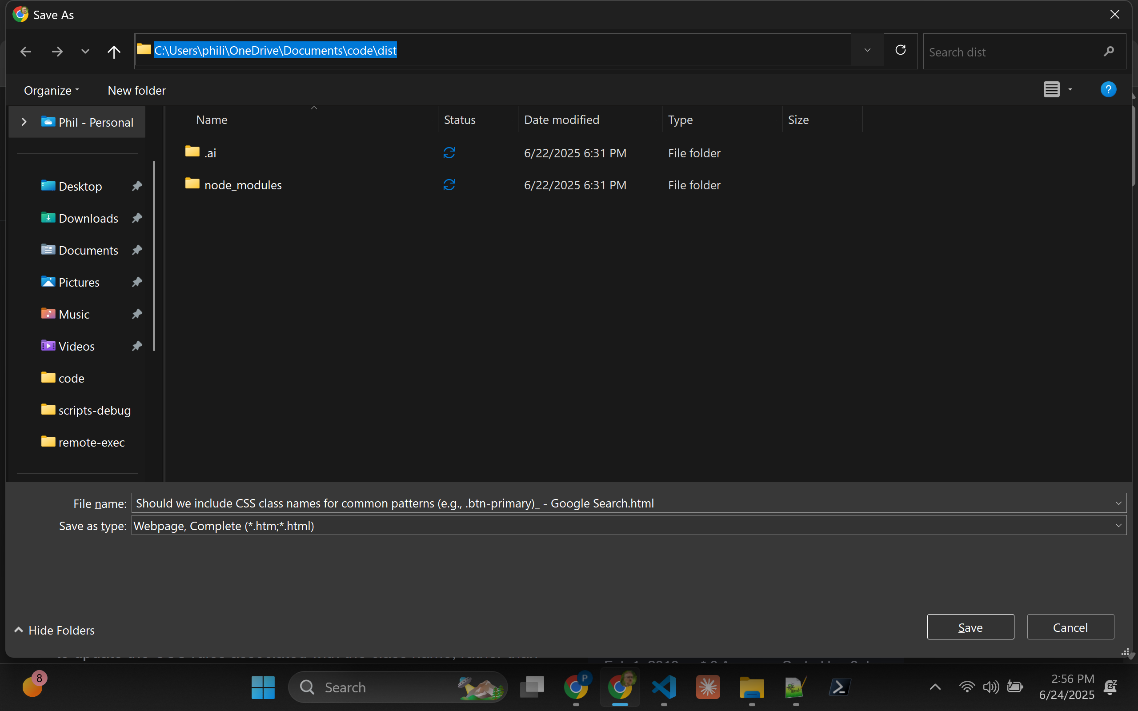 Save As
C:\Users\phili\OneDrive\Documents\code\dist
Search dist
Organize
New folder
Phil - Personal
Desktop
Downloads
Documents
Pictures
Music
Videos
code
scripts-debug
remote-exec
Name Status Date modified Type Size
.ai 6/22/2025 6:31 PM File folder
node_modules 6/22/2025 6:31 PM File folder
File name: Should we include CSS class names for common patterns (e.g., .btn-primary)_ - Google Search.html
Save as type: Webpage, Complete (*.htm;*.html)
Hide Folders
Save
Cancel
8
Search
P
2:56 PM
6/24/2025